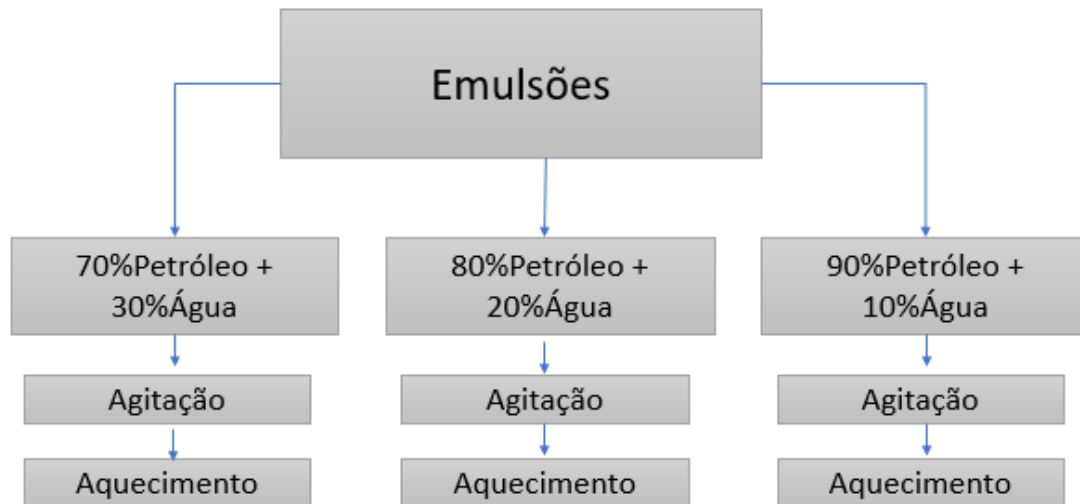 Emulsões
70%Petróleo +
30%Água
80%Petróleo +
20%Água
90%Petróleo +
10%Água
Agitação
Agitação
Agitação
Aquecimento
Aquecimento
Aquecimento